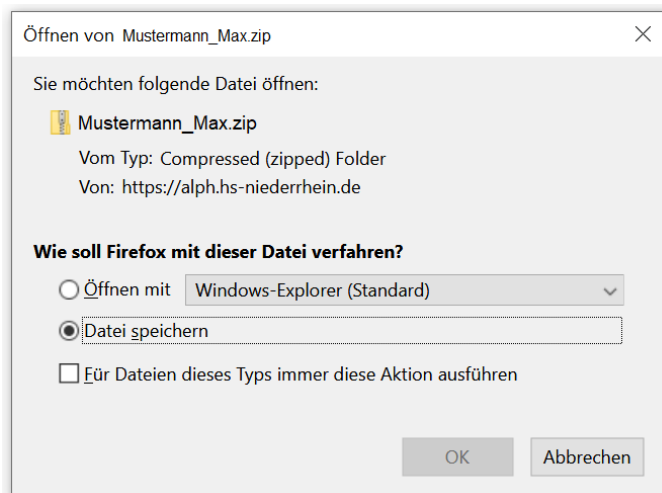 Öffnen von Mustermann_Max.zip
Sie möchten folgende Datei öffnen:
Mustermann_Max.zip
Vom Typ: Compressed (zipped) Folder
Von: https://alph.hs-niederrhein.de
Wie soll Firefox mit dieser Datei verfahren?
Öffnen mit Windows-Explorer (Standard)
Datei speichern
Für Dateien dieses Typs immer diese Aktion ausführen
OK Abbrechen